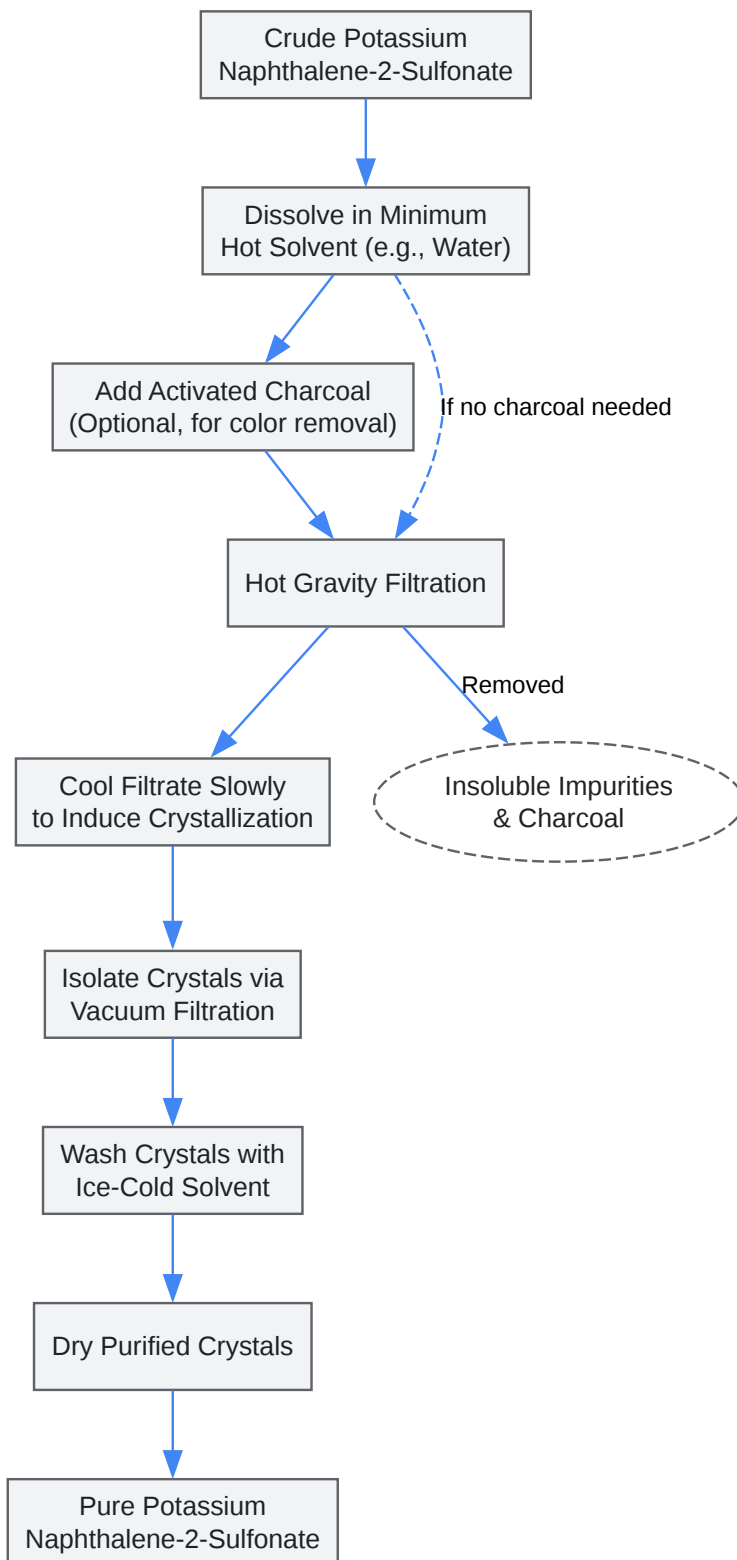 Crude Potassium
Naphthalene-2-Sulfonate
Dissolve in Minimum
Hot Solvent (e.g., Water)
Add Activated Charcoal
(Optional, for color removal)
If no charcoal needed
Hot Gravity Filtration
Removed
Cool Filtrate Slowly
to Induce Crystallization
Insoluble Impurities
& Charcoal
Isolate Crystals via
Vacuum Filtration
Wash Crystals with
Ice-Cold Solvent
Dry Purified Crystals
Pure Potassium
Naphthalene-2-Sulfonate